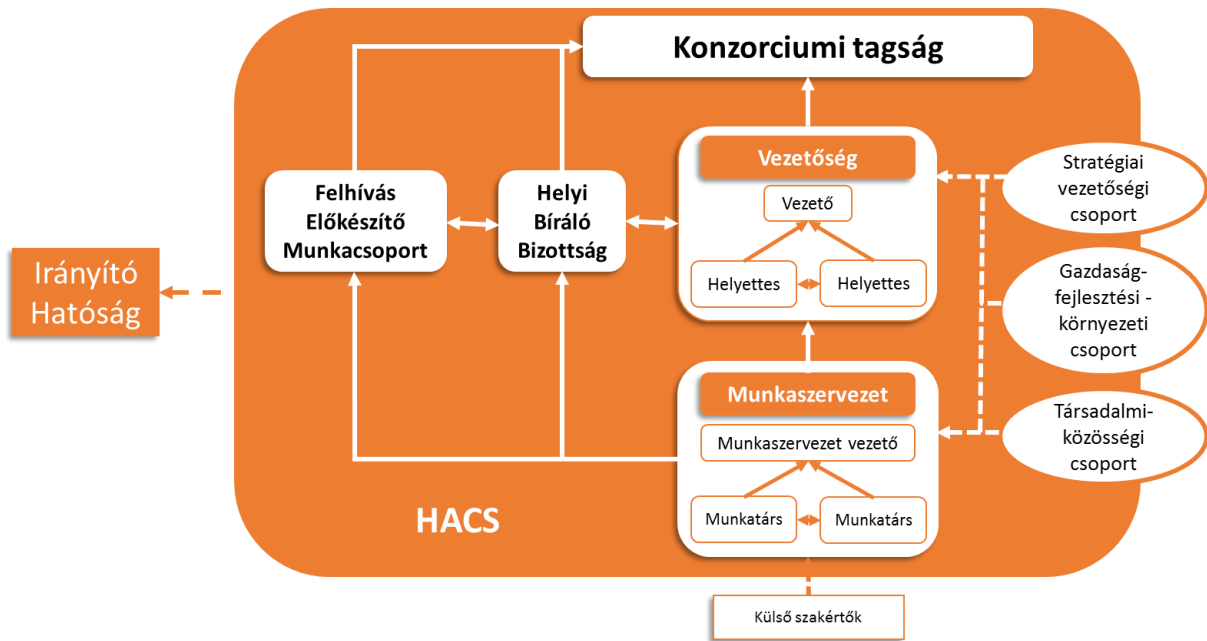 Konzorciumi tagság
Felhívás
Előkészítő
Munkacsoport
Helyi
Bíráló
Bizottság
Vezetőség
Vezető
Helyettes
Helyettes
Stratégiai
vezetőségi
csoport
Irányító
Hatóság
Gazdaság-
fejlesztési -
környezeti
csoport
Munkaszervezet
Munkaszervezet vezető
Munkatárs
Munkatárs
Társadalmi-
közösségi
csoport
HACS
Külső szakértők